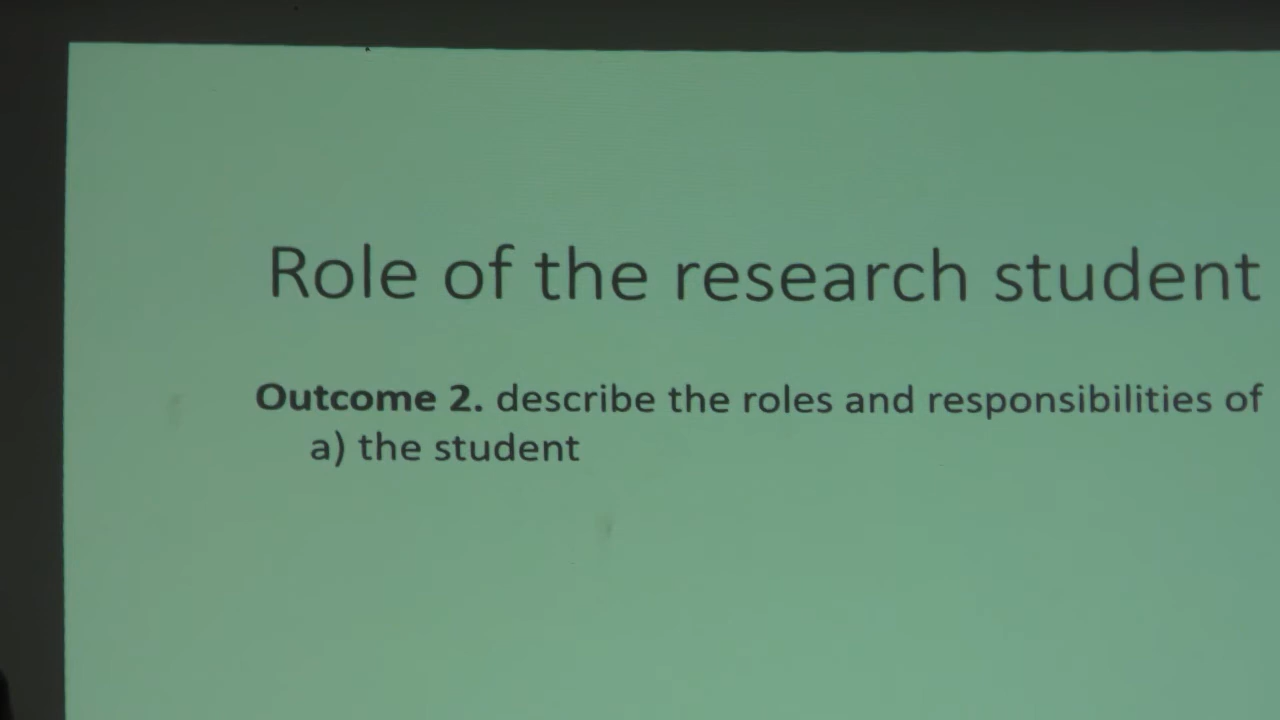 Role of the research student
Outcome 2. describe the roles and responsibilities of
a) the student